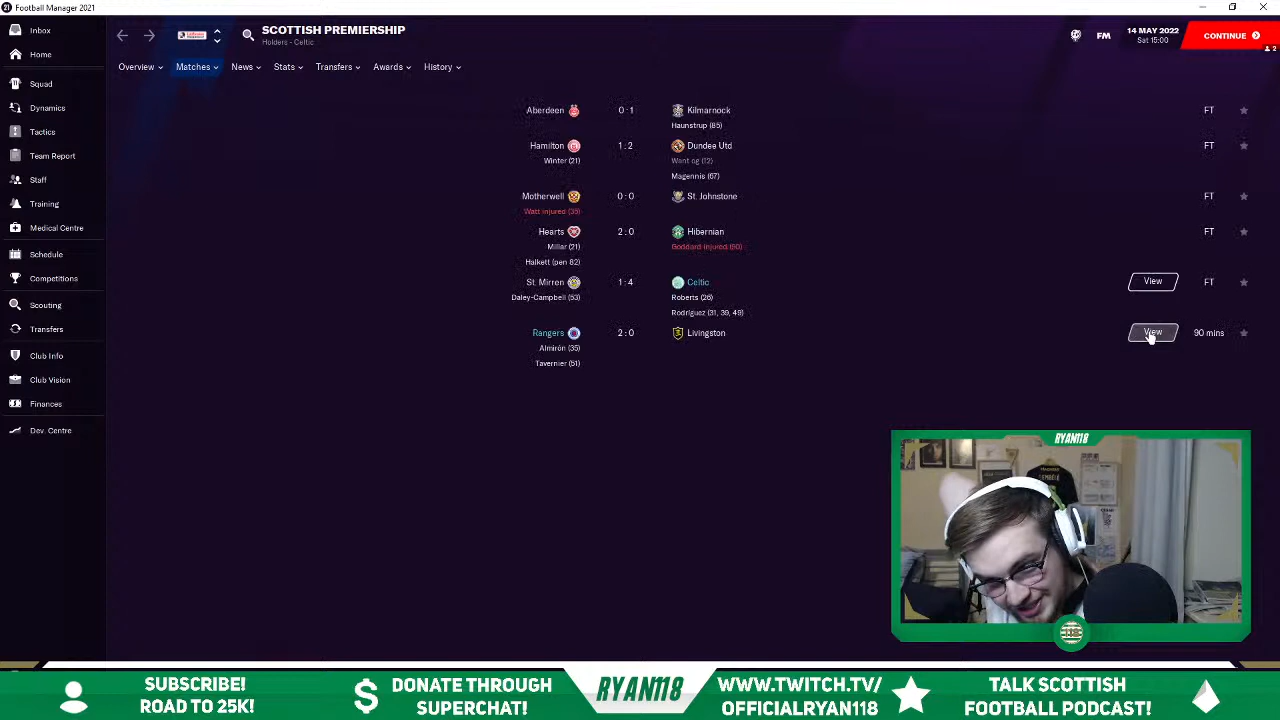 21 Football Manager 2021
Inbox
Home
Squad
Dynamics
Tactics
Team Report
Staff
Training
Medical Centre
Schedule
Competitions
Scouting
Transfers
Club Info
Club Vision
Finances
Dev. Centre
SCOTTISH PREMIERSHIP
Holders - Celtic
FM
14 MAY 2022
Sat 15:00
CONTINUE
2
Overview
Matches
News
Stats
Transfers
Awards
History
Aberdeen 0 : 1 Kilmarnock FT
Haunstrup (85)
Hamilton 1 : 2 Dundee Utd FT
Winter (21) Want og (12)
Magennis (67)
Motherwell 0 : 0 St. Johnstone FT
Watt injured (35)
Hearts 2 : 0 Hibernian FT
Millar (21) Goddard injured (90)
Halkett (pen 82)
St. Mirren 1 : 4 Celtic View FT
Daley-Campbell (53) Roberts (26)
Rodríguez (31, 39, 49)
Rangers 2 : 0 Livingston View 90 mins
Almirón (35)
Tavernier (51)
RYAN118
118
SUBSCRIBE!
ROAD TO 25K!
DONATE THROUGH
SUPERCHAT!
RYAN118
WWW.TWITCH.TV/
OFFICIALRYAN118
TALK SCOTTISH
FOOTBALL PODCAST!